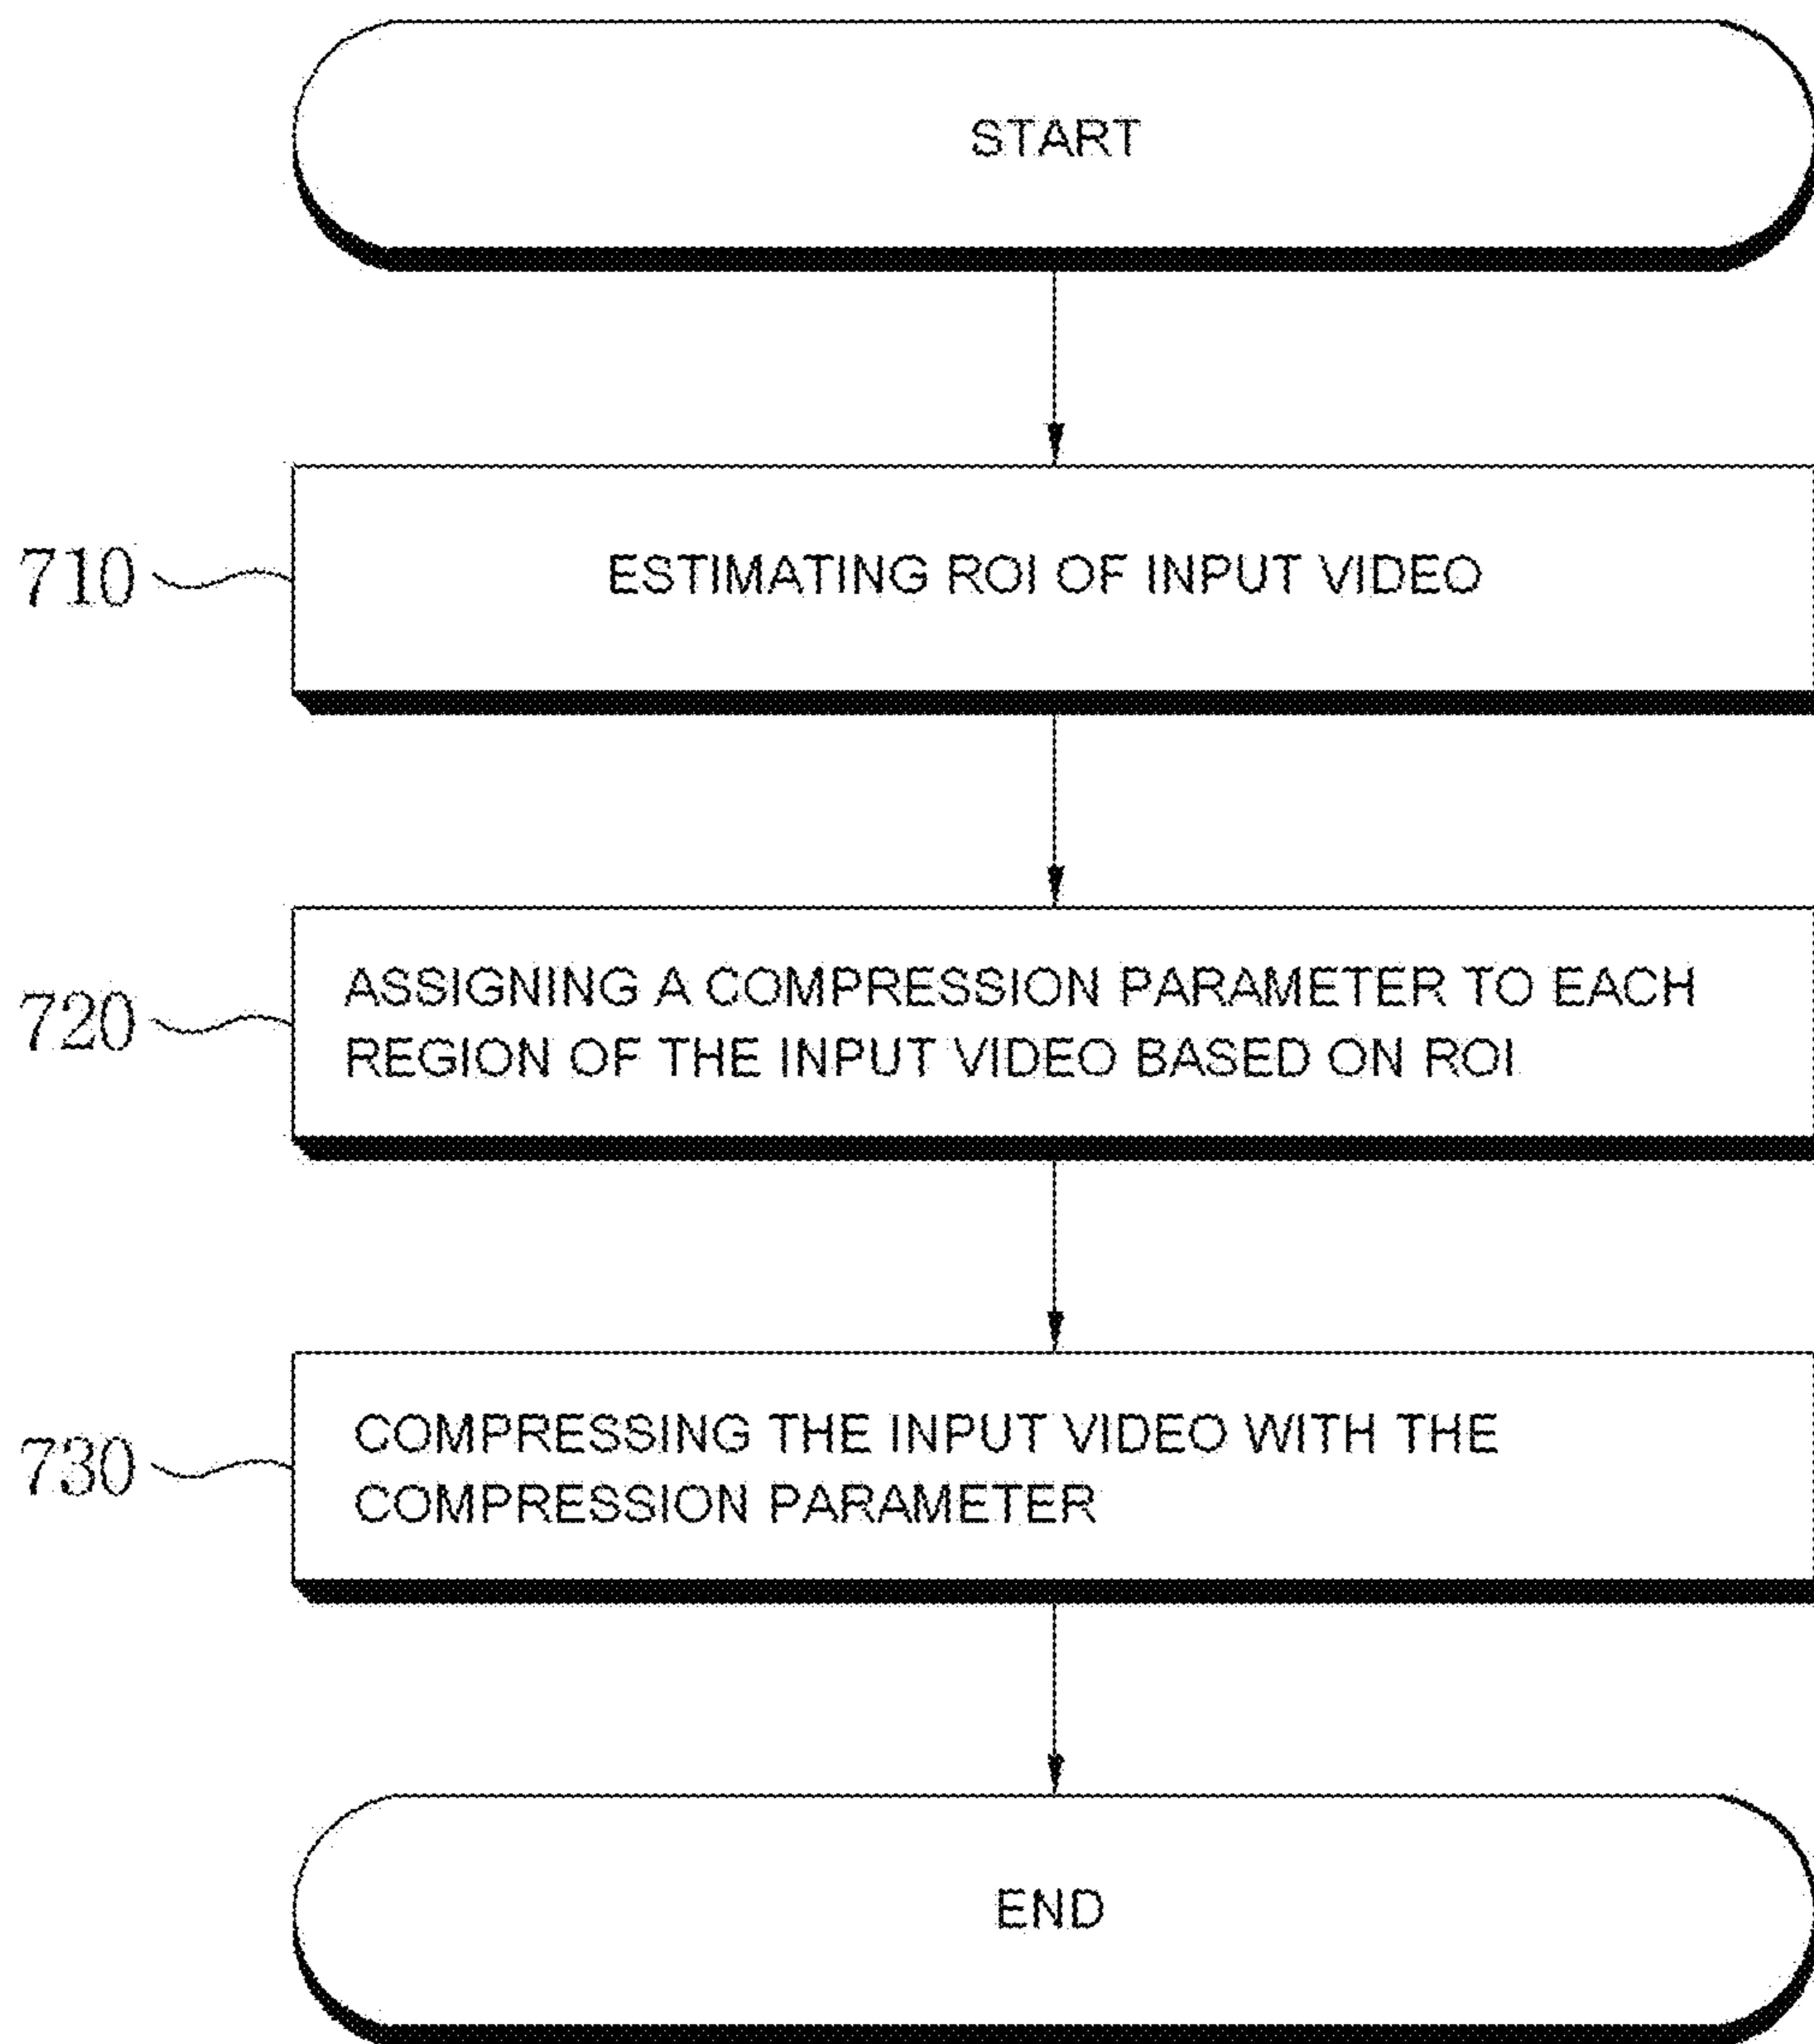 START
710
ESTIMATING ROI OF INPUT VIDEO
720
ASSIGNING A COMPRESSION PARAMETER TO EACH
REGION OF THE INPUT VIDEO BASED ON ROI
730
COMPRESSING THE INPUT VIDEO WITH THE
COMPRESSION PARAMETER
END